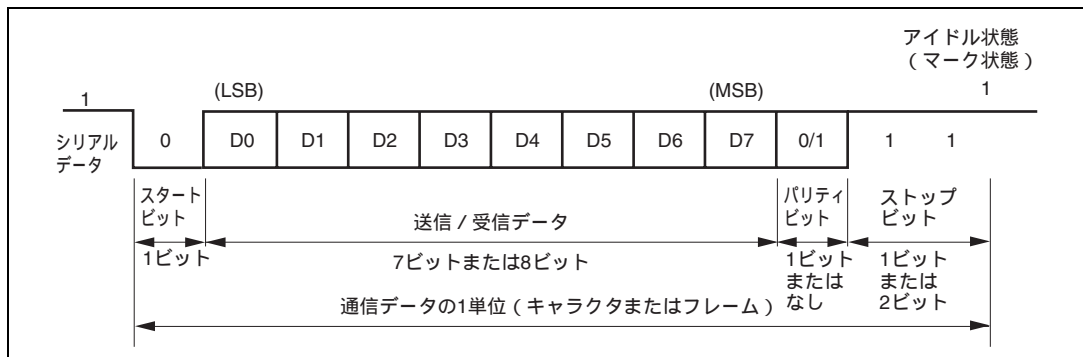 アイドル状態
（マーク状態）
1 (LSB) (MSB) 1
シリアル
データ
0 D0 D1 D2 D3 D4 D5 D6 D7 0/1 1 1
スタート
ビット
送信 / 受信データ
パリティ
ビット
ストップ
ビット
1ビット
7ビットまたは8ビット
1ビット
または
なし
1ビット
または
2ビット
通信データの1単位（キャラクタまたはフレーム）